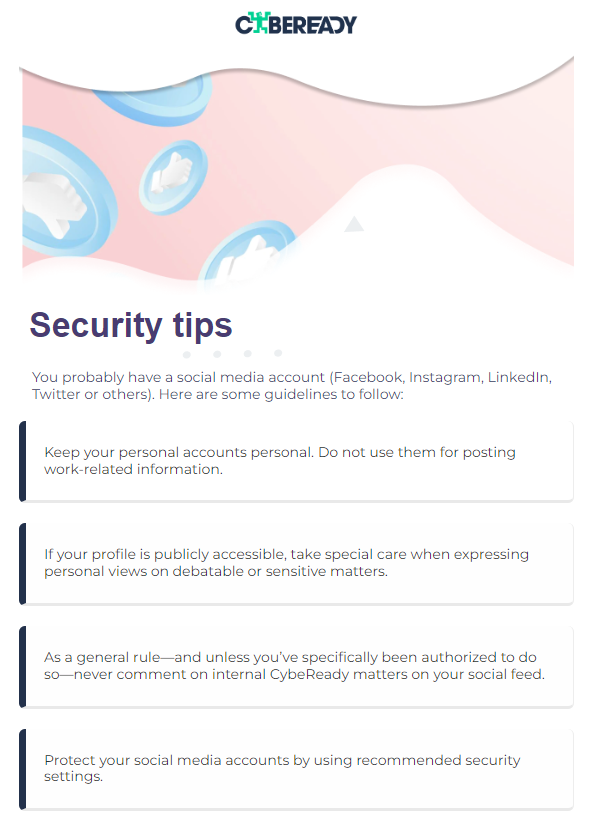 CYBEREADY
Security tips
You probably have a social media account (Facebook, Instagram, LinkedIn,
Twitter or others). Here are some guidelines to follow:
Keep your personal accounts personal. Do not use them for posting
work-related information.
If your profile is publicly accessible, take special care when expressing
personal views on debatable or sensitive matters.
As a general rule—and unless you’ve specifically been authorized to do
so—never comment on internal CybeReady matters on your social feed.
Protect your social media accounts by using recommended security
settings.